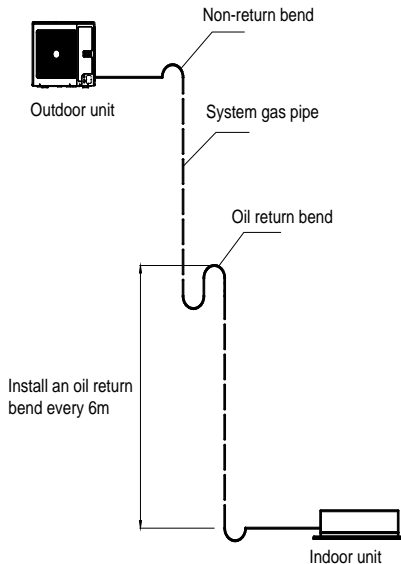 Non-return bend
Outdoor unit
System gas pipe
Oil return bend
Install an oil return
bend every 6m
Indoor unit